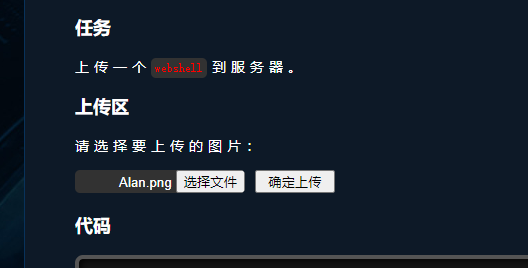 任务
上传一个 webshell 到服务器。
上传区
请选择要上传的图片：
Alan.png 选择文件 确定上传
代码